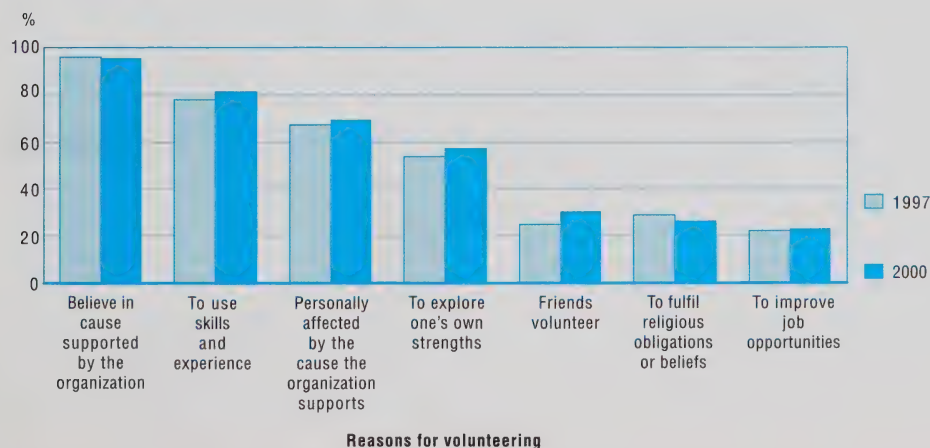 %
100
80
60
40
20
0
Believe in
cause
supported
by the
organization
To use
skills
and
experience
Personally
affected
by the
cause the
organization
supports
To explore
one's own
strengths
Friends
volunteer
To fulfil
religious
obligations
or beliefs
To improve
job
opportunities
1997
2000
Reasons for volunteering